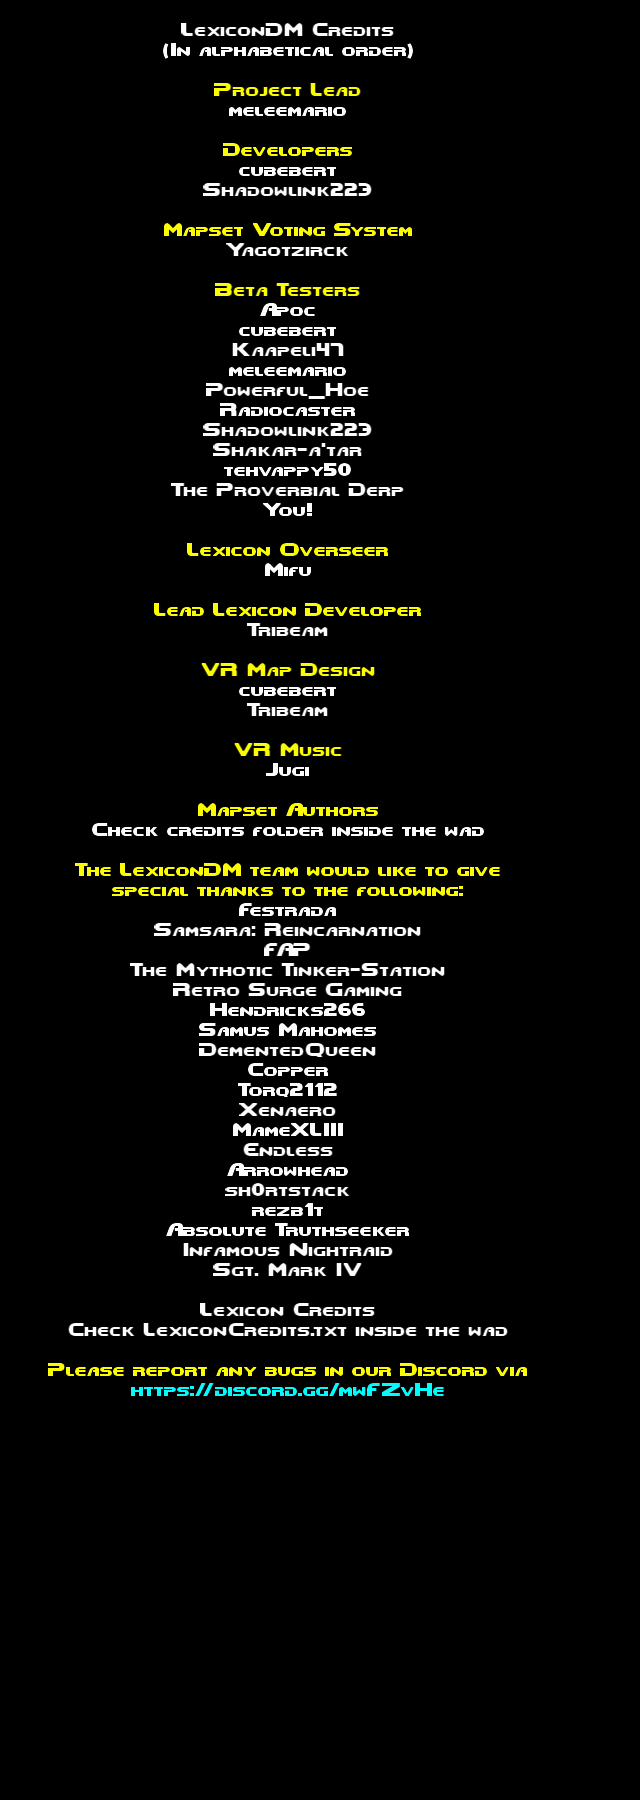 LexiconDM Credits
(In alphabetical order)
Project Lead
meleemario
Developers
cubebert
Shadowlink223
Mapset Voting System
Yagotzirck
Beta Testers
Apoc
cubebert
Kaapeli47
meleemario
Powerful_Hoe
Radiocaster
Shadowlink223
Shakar-a'tar
tehvappy50
The Proverbial Derp
You!
Lexicon Overseer
Mifu
Lead Lexicon Developer
Tribeam
VR Map Design
cubebert
Tribeam
VR Music
Jugi
Mapset Authors
Check credits folder inside the wad
The LexiconDM team would like to give
special thanks to the following:
Festrada
Samsara: Reincarnation
FAP
The Mythotic Tinker-Station
Retro Surge Gaming
Hendricks266
Samus Mahomes
DementedQueen
Copper
Torq2112
Xenaero
MameXLIII
Endless
Arrowhead
sh0rtstack
rezb1t
Absolute Truthseeker
Infamous Nightraid
Sgt. Mark IV
Lexicon Credits
Check LexiconCredits.txt inside the wad
Please report any bugs in our Discord via
https://discord.gg/mwFZvHe